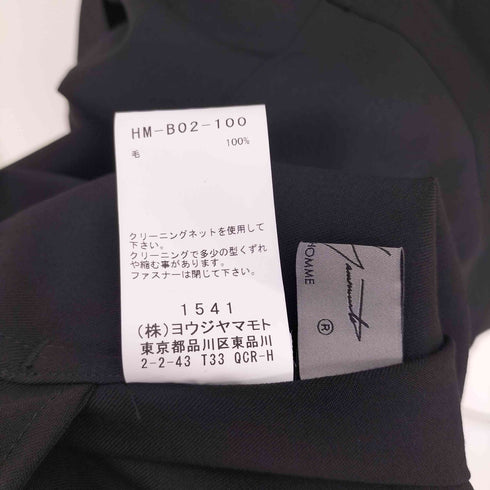 HM-B02-100
毛 100%
クリーニングネットを使用して
下さい。
クリーニングで多少の型くずれ
や縮む事があります。
ファスナーは閉じて下さい。
1541
(株)ヨウジヤマモト
東京都品川区東品川
2-2-43 T33 QCR-H
HOMME
®